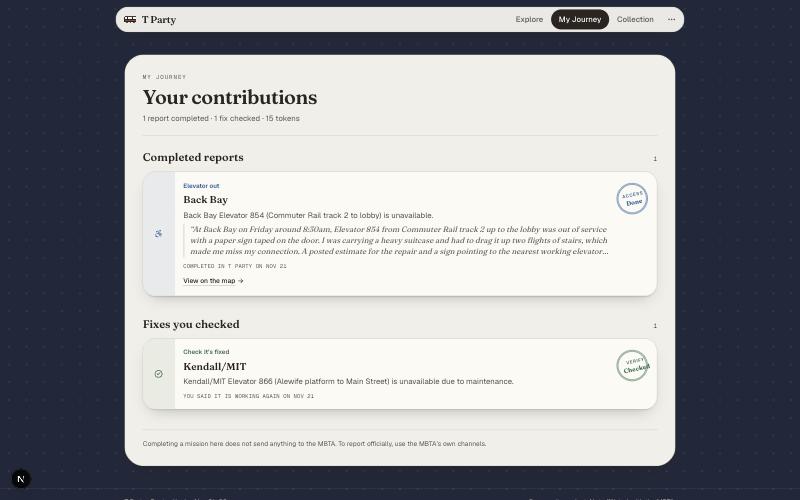 T Party
Explore
My Journey
Collection
MY JOURNEY
Your contributions
1 report completed · 1 fix checked · 15 tokens
Completed reports
1
Elevator out
Back Bay
Back Bay Elevator 854 (Commuter Rail track 2 to lobby) is unavailable.
"At Back Bay on Friday around 8:50am, Elevator 854 from Commuter Rail track 2 up to the lobby was out of service
with a paper sign taped on the door. I was carrying a heavy suitcase and had to drag it up two flights of stairs, which
made me miss my connection. A posted estimate for the repair and a sign pointing to the nearest working elevator...
COMPLETED IN T PARTY ON NOV 21
View on the map →
ACCESS
Done
Fixes you checked
1
Check it's fixed
Kendall/MIT
Kendall/MIT Elevator 866 (Alewife platform to Main Street) is unavailable due to maintenance.
YOU SAID IT IS WORKING AGAIN ON NOV 21
VERIFY
Checked
Completing a mission here does not send anything to the MBTA. To report officially, use the MBTA's own channels.
N